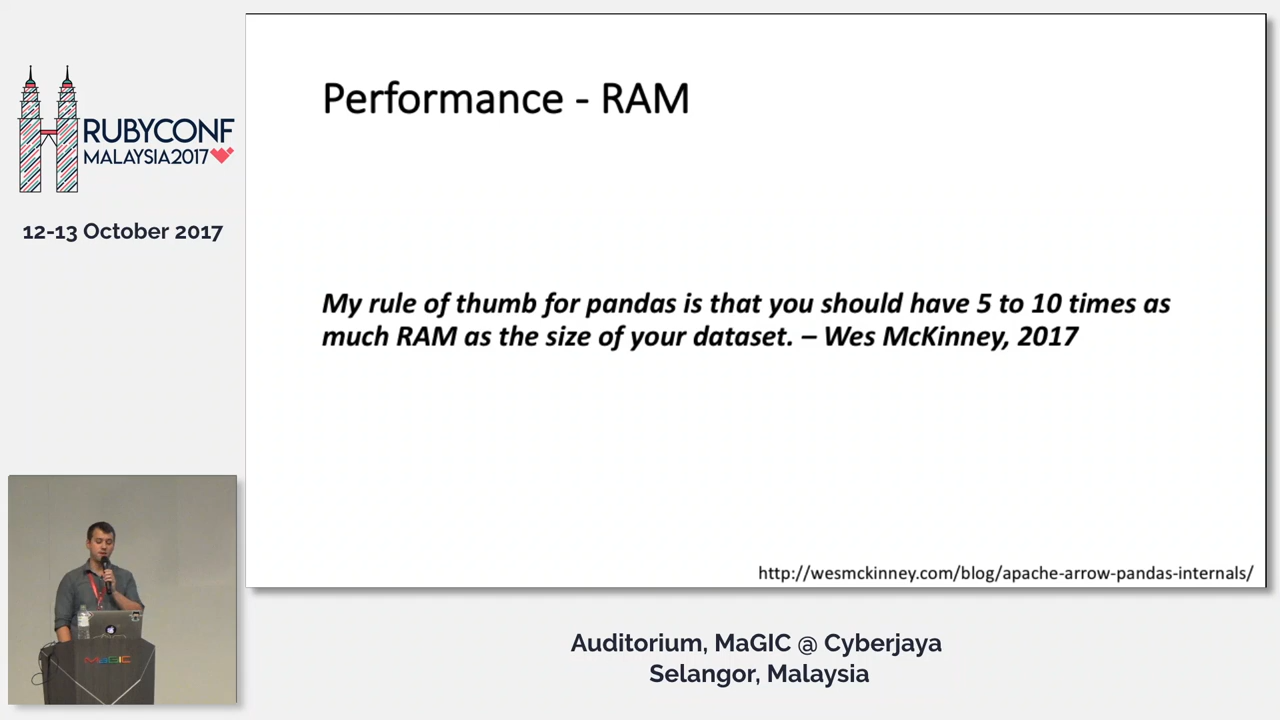 RUBYCONF
MALAYSIA2017
12-13 October 2017
Performance - RAM
My rule of thumb for pandas is that you should have 5 to 10 times as
much RAM as the size of your dataset. – Wes McKinney, 2017
http://wesmckinney.com/blog/apache-arrow-pandas-internals/
MaGIC
Auditorium, MaGIC @ Cyberjaya
Selangor, Malaysia